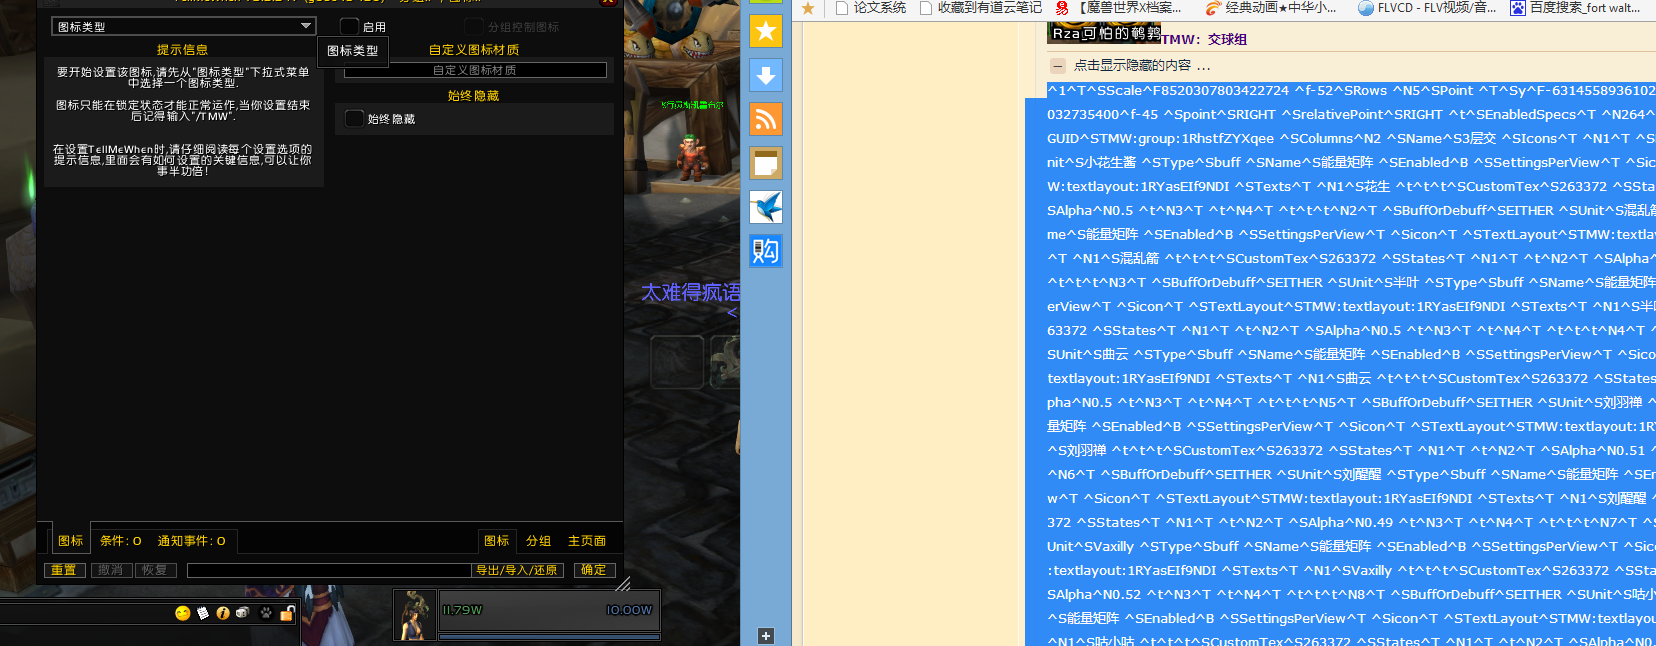 图标类型
启用
分组控制图标
图标类型
提示信息
自定义图标材质
要开始设置该图标,请先从"图标类型"下拉式菜单
中选择一个图标类型.
自定义图标材质
始终隐藏
图标只能在锁定状态才能正常运作,当你设置结束
后记得输入"/TMW".
始终隐藏
在设置TellMeWhen时,请仔细阅读每个设置选项的
提示信息,里面会有如何设置的关键信息,可以让你
事半功倍!
太难得疯语
<
图标
条件: 0
通知事件: 0
图标
分组
主页面
重置
撤消
恢复
导出/导入/还原
确定
11.79W
10.00W
购
论文系统
收藏到有道云笔记
【魔兽世界X档案...
经典动画★中华小...
FLVCD - FLV视频/音...
百度搜索_fort walt...
Rza可怕的鹌鹑
TMW：交球组
点击显示隐藏的内容 ...
^1^T^SScale^F8520307803422724 ^f-52^SRows ^N5^SPoint ^T^Sy^F-6314558936102
032735400^f-45 ^Spoint^SRIGHT ^SrelativePoint^SRIGHT ^t^SEnabledSpecs^T ^N264^
GUID^STMW:group:1RhstfZYXqee ^SColumns^N2 ^SName^S3层交 ^SIcons^T ^N1^T ^S
nit^S小花生酱 ^SType^Sbuff ^SName^S能量矩阵 ^SEnabled^B ^SSettingsPerView^T ^Sic
W:textlayout:1RYasEIf9NDI ^STexts^T ^N1^S花生 ^t^t^t^SCustomTex^S263372 ^SSta
SAlpha^N0.5 ^t^N3^T ^t^N4^T ^t^t^t^N2^T ^SBuffOrDebuff^SEITHER ^SUnit^S混乱箭
me^S能量矩阵 ^SEnabled^B ^SSettingsPerView^T ^Sicon^T ^STextLayout^STMW:textlay
^T ^N1^S混乱箭 ^t^t^t^SCustomTex^S263372 ^SStates^T ^N1^T ^t^N2^T ^SAlpha^
^t^t^t^N3^T ^SBuffOrDebuff^SEITHER ^SUnit^S半叶 ^SType^Sbuff ^SName^S能量矩阵
erView^T ^Sicon^T ^STextLayout^STMW:textlayout:1RYasEIf9NDI ^STexts^T ^N1^S半
63372 ^SStates^T ^N1^T ^t^N2^T ^SAlpha^N0.5 ^t^N3^T ^t^N4^T ^t^t^t^N4^T ^
SUnit^S曲云 ^SType^Sbuff ^SName^S能量矩阵 ^SEnabled^B ^SSettingsPerView^T ^Sico
textlayout:1RYasEIf9NDI ^STexts^T ^N1^S曲云 ^t^t^t^SCustomTex^S263372 ^SStates
pha^N0.5 ^t^N3^T ^t^N4^T ^t^t^t^N5^T ^SBuffOrDebuff^SEITHER ^SUnit^S刘羽禅 ^
量矩阵 ^SEnabled^B ^SSettingsPerView^T ^Sicon^T ^STextLayout^STMW:textlayout:1R
^S刘羽禅 ^t^t^t^SCustomTex^S263372 ^SStates^T ^N1^T ^t^N2^T ^SAlpha^N0.51 ^
^N6^T ^SBuffOrDebuff^SEITHER ^SUnit^S刘醒醒 ^SType^Sbuff ^SName^S能量矩阵 ^SEr
w^T ^Sicon^T ^STextLayout^STMW:textlayout:1RYasEIf9NDI ^STexts^T ^N1^S刘醒醒 ^
372 ^SStates^T ^N1^T ^t^N2^T ^SAlpha^N0.49 ^t^N3^T ^t^N4^T ^t^t^t^N7^T ^S
Unit^SVaxilly ^SType^Sbuff ^SName^S能量矩阵 ^SEnabled^B ^SSettingsPerView^T ^Sic
:textlayout:1RYasEIf9NDI ^STexts^T ^N1^SVaxilly ^t^t^t^SCustomTex^S263372 ^SSta
SAlpha^N0.52 ^t^N3^T ^t^N4^T ^t^t^t^N8^T ^SBuffOrDebuff^SEITHER ^SUnit^S咕小
^S能量矩阵 ^SEnabled^B ^SSettingsPerView^T ^Sicon^T ^STextLayout^STMW:textlayou
^N1^S咕小咕 ^t^t^t^SCustomTex^S263372 ^SStates^T ^N1^T ^t^N2^T ^SAlpha^N0